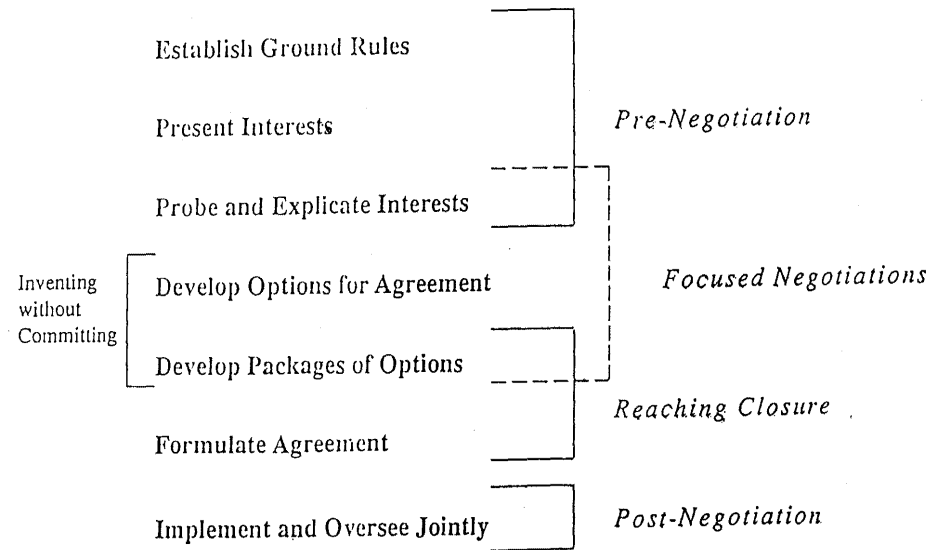 Establish Ground Rules
Present Interests
Pre-Negotiation
Probe and Explicate Interests
Inventing
without
Committing
Develop Options for Agreement
Focused Negotiations
Develop Packages of Options
Reaching Closure
Formulate Agreement
Implement and Oversee Jointly
Post-Negotiation